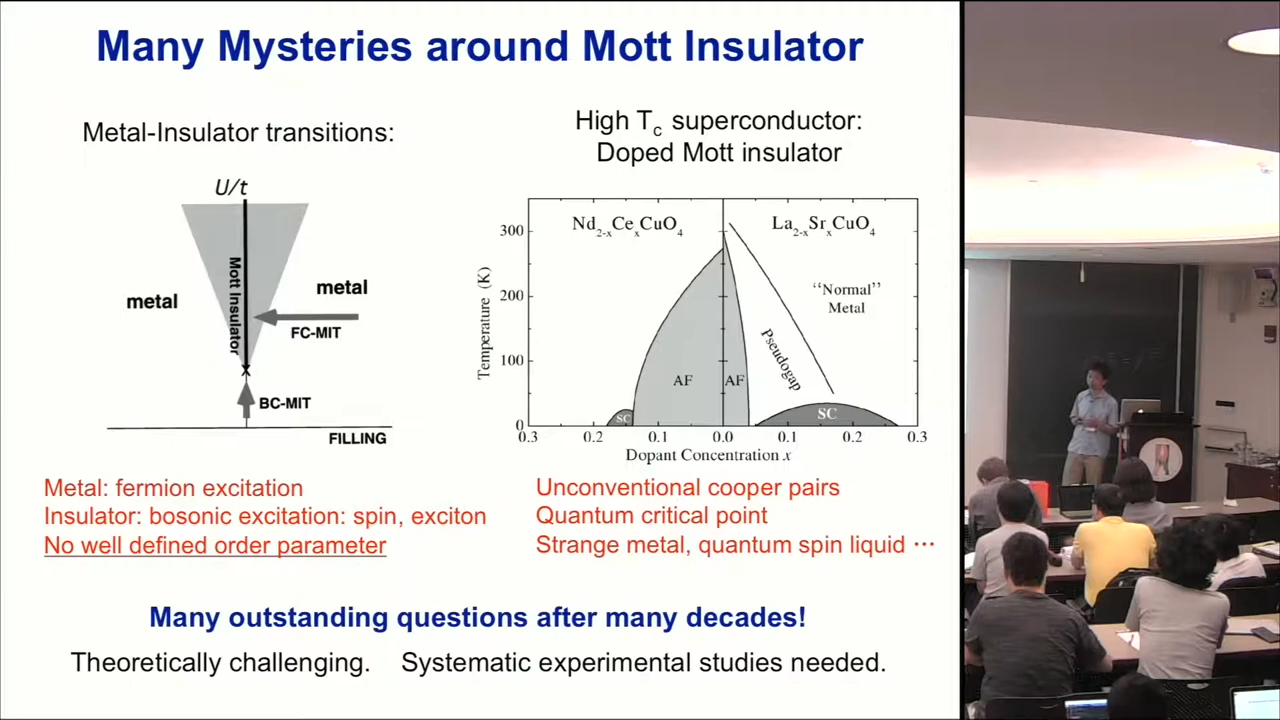 Many Mysteries around Mott Insulator
Metal-Insulator transitions:
U/t
Mott Insulator
metal
metal
FC-MIT
x
BC-MIT
FILLING
Metal: fermion excitation
Insulator: bosonic excitation: spin, exciton
No well defined order parameter
High Tc superconductor:
Doped Mott insulator
Nd2-xCexCuO4
La2-xSrxCuO4
300
200
100
0
Temperature (K)
"Normal"
Metal
Pseudogap
AF
AF
SC
SC
0.3 0.2 0.1 0.0 0.1 0.2 0.3
Dopant Concentration x
Unconventional cooper pairs
Quantum critical point
Strange metal, quantum spin liquid ⋯
Many outstanding questions after many decades!
Theoretically challenging. Systematic experimental studies needed.